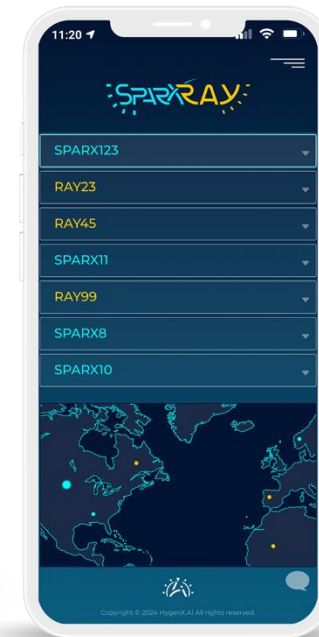 11:20
SPARXRAY
SPARX123
RAY23
RAY45
SPARX11
RAY99
SPARX8
SPARX10
Copyright © 2024 HygenX.AI All rights reserved.